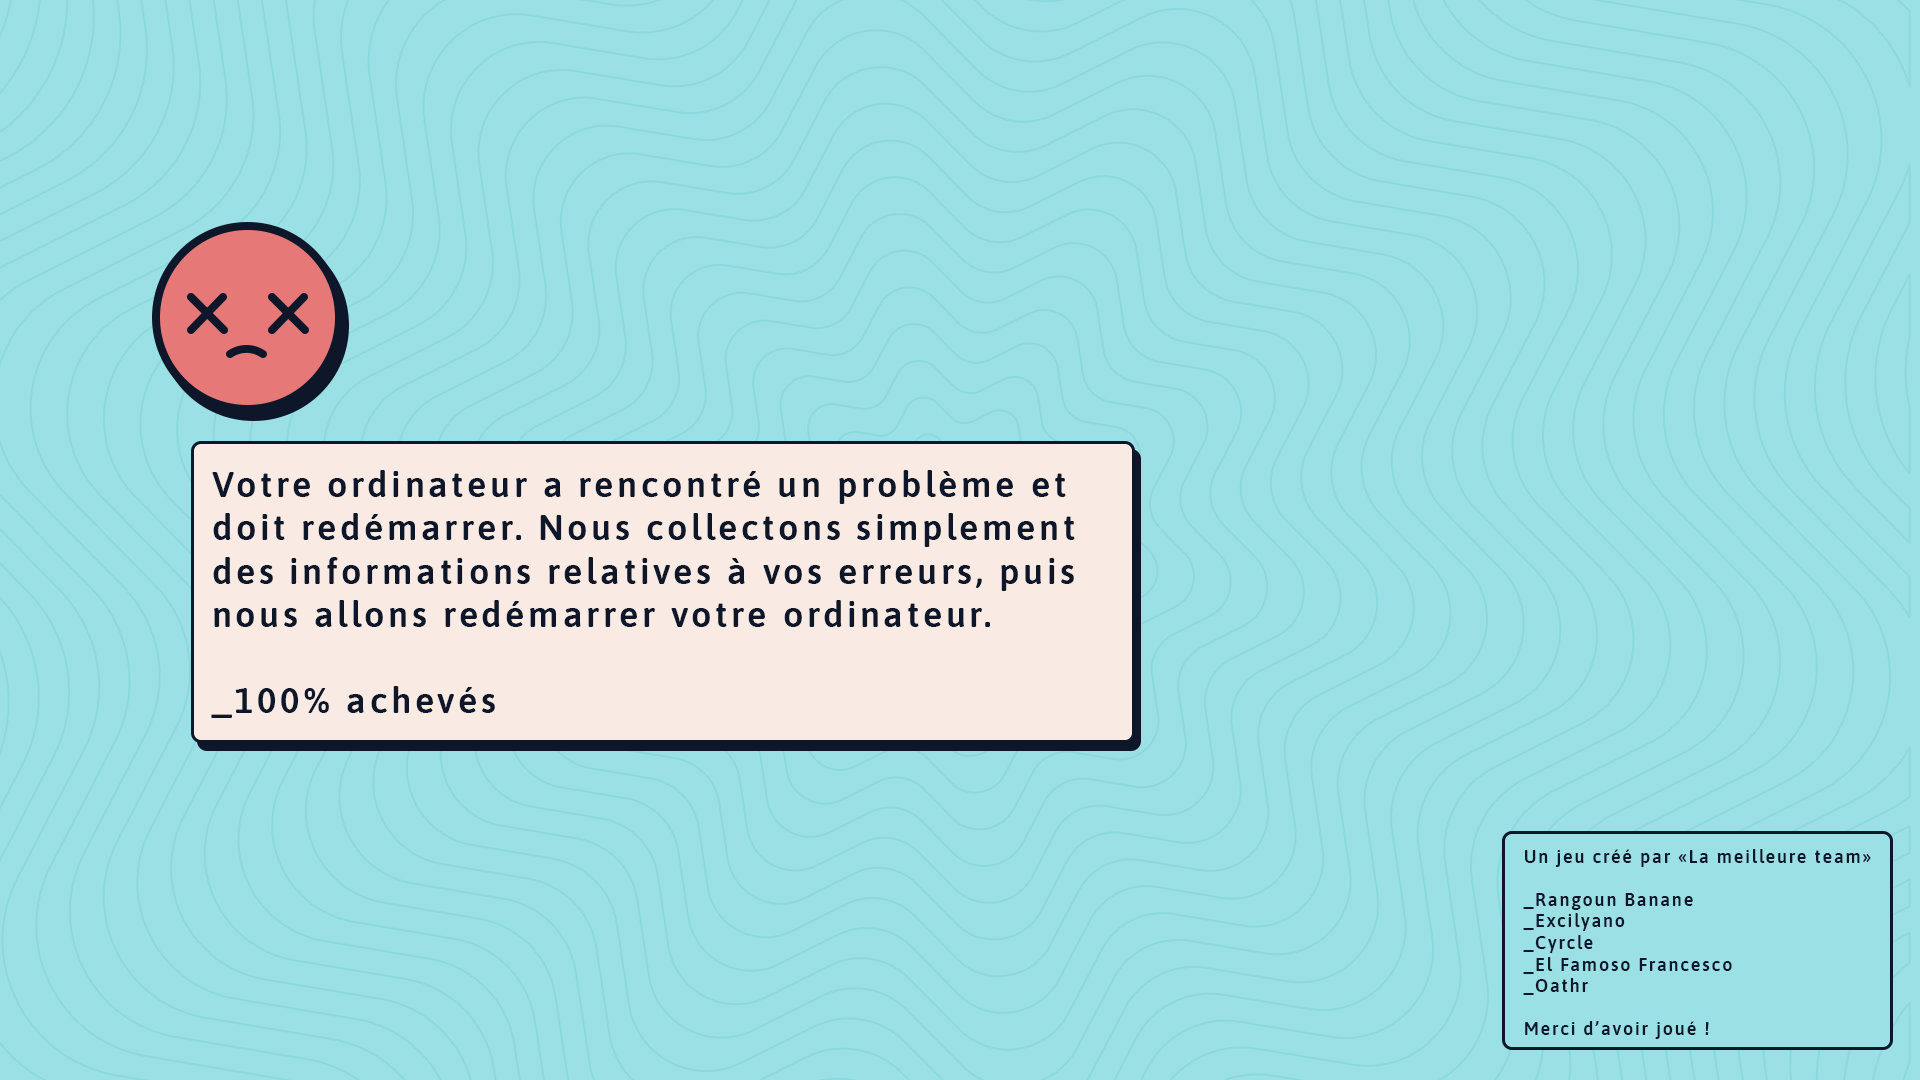 Votre ordinateur a rencontré un problème et
doit redémarrer. Nous collectons simplement
des informations relatives à vos erreurs, puis
nous allons redémarrer votre ordinateur.
_100% achevés
Un jeu créé par «La meilleure team»
_Rangoun Banane
_Excilyano
_Cyrcle
_El Famoso Francesco
_Oathr
Merci d’avoir joué !